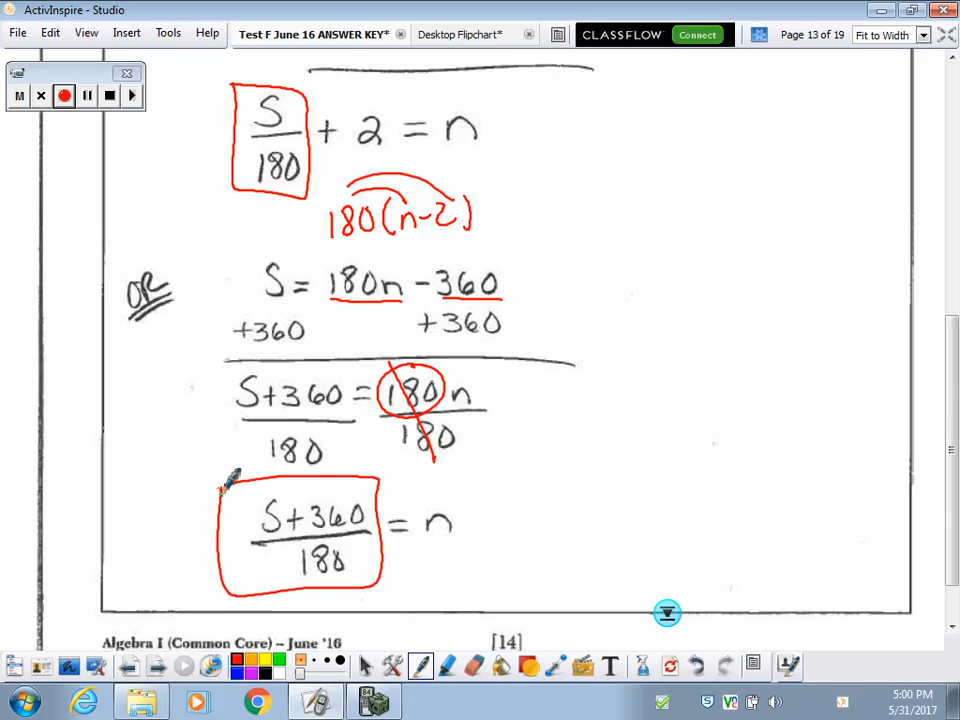 ActivInspire - Studio
File Edit View Insert Tools Help Test F June 16 ANSWER KEY* Desktop Flipchart* CLASSFLOW Connect Page 13 of 19 Fit to Width
M
S
180
+ 2 = n
180(n-2)
OR
S = 180n - 360
+360 +360
S+360 = 180n
180 180
S+360
180
= n
Algebra I (Common Core) – June '16 [14]
T
84
5:00 PM
5/31/2017